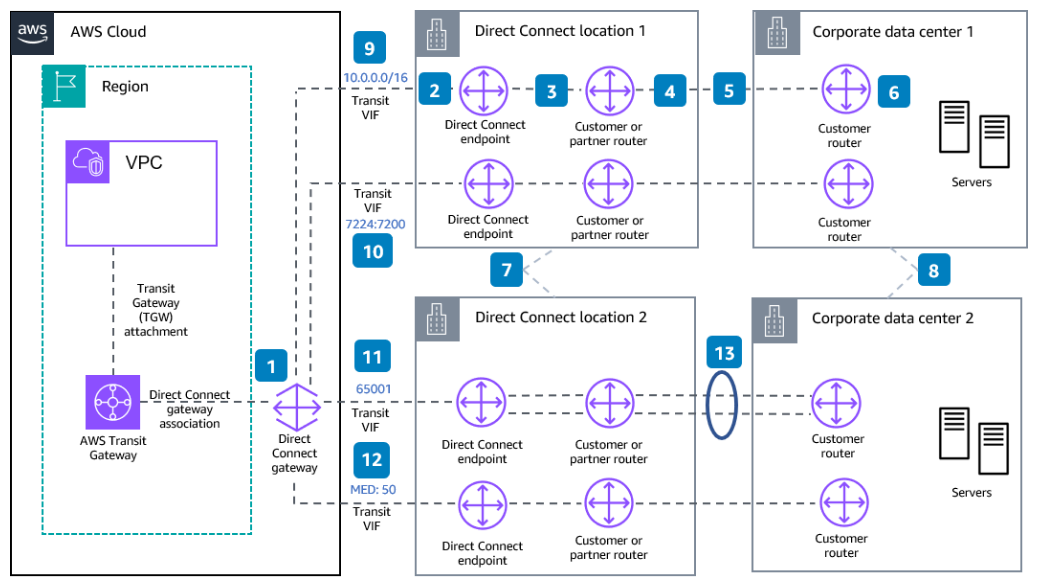 aws
AWS Cloud
Region
VPC
Transit
Gateway
(TGW)
attachment
AWS Transit
Gateway
Direct Connect
gateway
association
1
Direct
Connect
gateway
9
10.0.0.0/16
Transit
VIF
Transit
VIF
7224:7200
10
11
65001
Transit
VIF
12
MED: 50
Transit
VIF
Direct Connect location 1
2
3
4
Direct Connect
endpoint
Customer or
partner router
Direct Connect
endpoint
Customer or
partner router
5
Corporate data center 1
6
Customer
router
Customer
router
Servers
7
8
Direct Connect location 2
Direct Connect
endpoint
Customer or
partner router
Direct Connect
endpoint
Customer or
partner router
13
Corporate data center 2
Customer
router
Customer
router
Servers